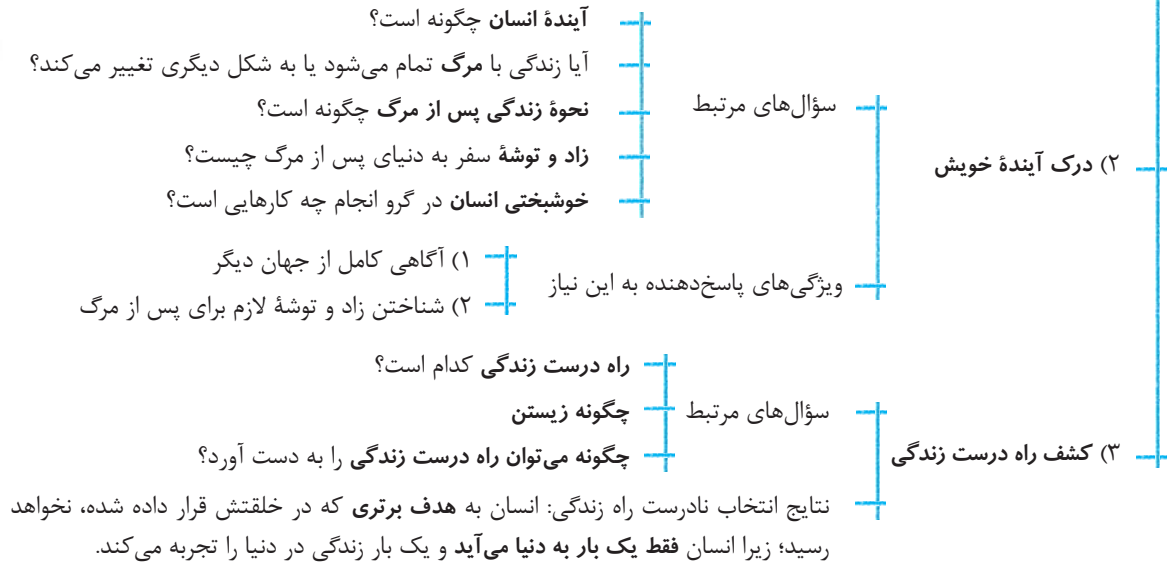 ۲) درک آیندۀ خویش
سؤال‌های مرتبط
آیندۀ انسان چگونه است؟
آیا زندگی با مرگ تمام می‌شود یا به شکل دیگری تغییر می‌کند؟
نحوۀ زندگی پس از مرگ چگونه است؟
زاد و توشۀ سفر به دنیای پس از مرگ چیست؟
خوشبختی انسان در گرو انجام چه کارهایی است؟
ویژگی‌های پاسخ‌دهنده به این نیاز
۱) آگاهی کامل از جهان دیگر
۲) شناختن زاد و توشۀ لازم برای پس از مرگ
۳) کشف راه درست زندگی
سؤال‌های مرتبط
راه درست زندگی کدام است؟
چگونه زیستن
چگونه می‌توان راه درست زندگی را به دست آورد؟
نتایج انتخاب نادرست راه زندگی: انسان به هدف برتری که در خلقتش قرار داده شده، نخواهد
رسید؛ زیرا انسان فقط یک بار به دنیا می‌آید و یک بار زندگی در دنیا را تجربه می‌کند.